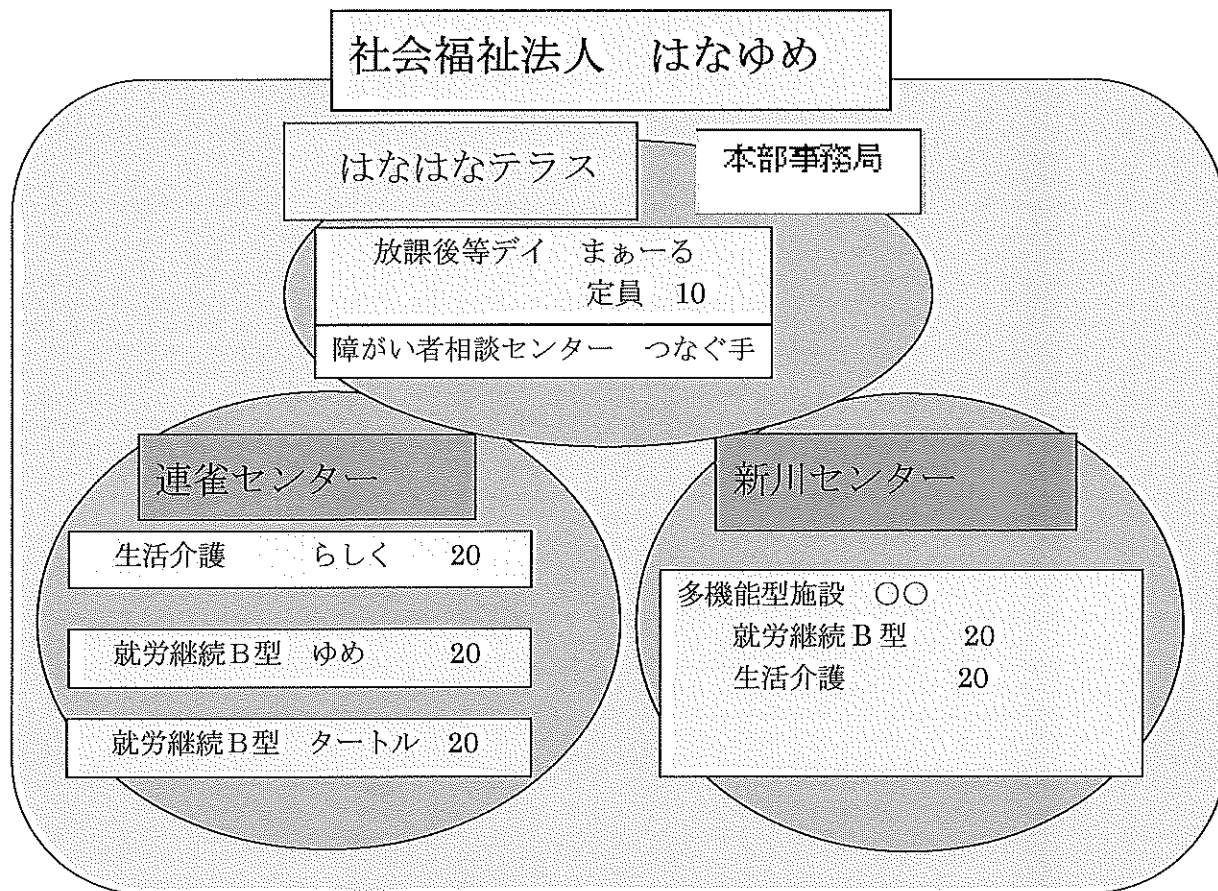 社会福祉法人　はなゆめ
はなはなテラス
本部事務局
放課後等デイ　まぁーる
定員　10
障がい者相談センター　つなぐ手
連雀センター
生活介護　らしく　20
就労継続B型　ゆめ　20
就労継続B型　タートル　20
新川センター
多機能型施設　○○
就労継続B型　20
生活介護　20